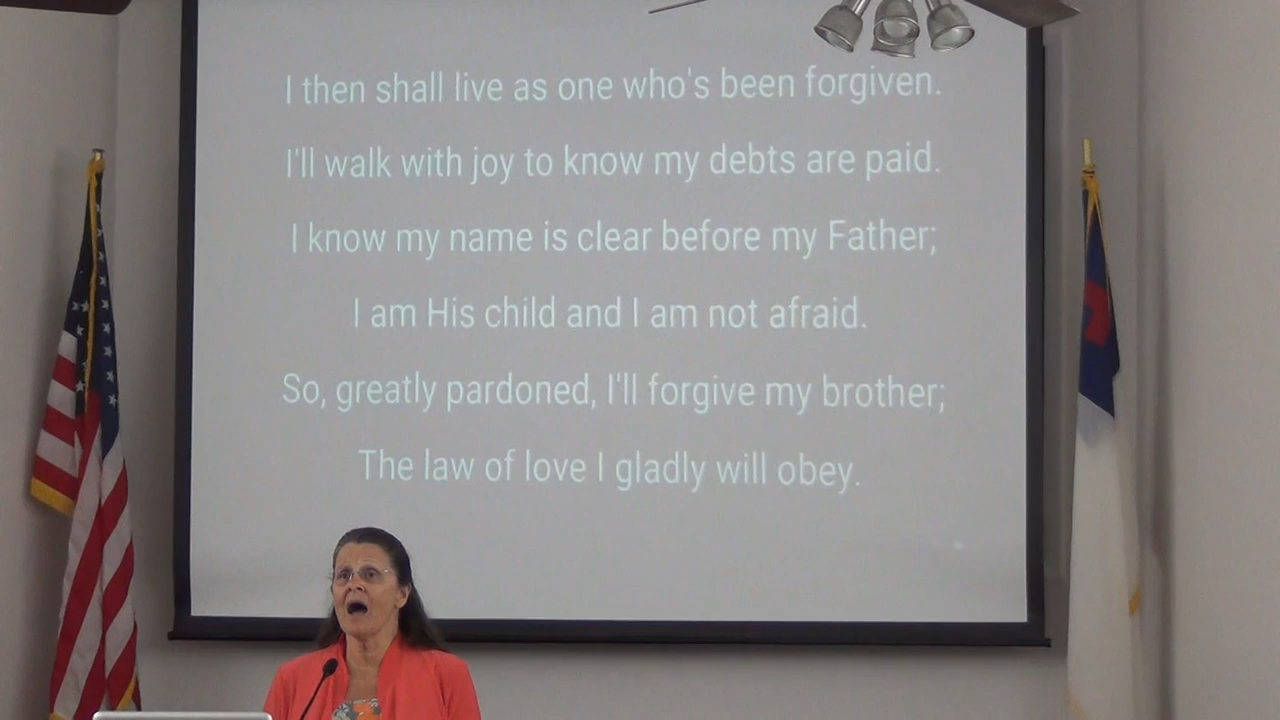 I then shall live as one who's been forgiven.
I'll walk with joy to know my debts are paid.
I know my name is clear before my Father;
I am His child and I am not afraid.
So, greatly pardoned, I'll forgive my brother;
The law of love I gladly will obey.